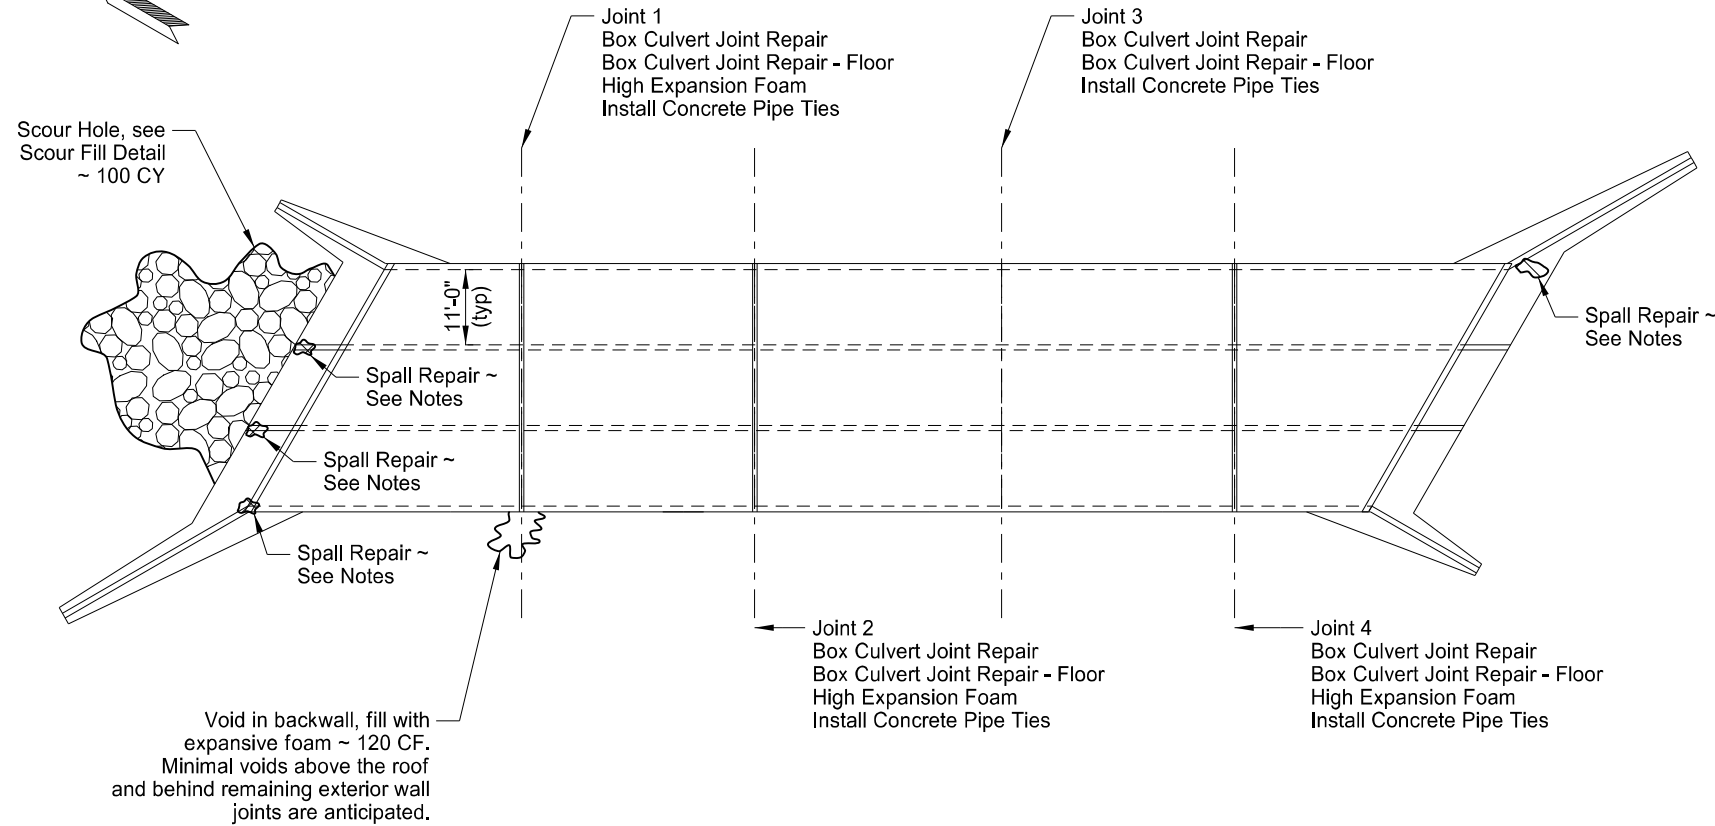 Joint 1
Box Culvert Joint Repair
Box Culvert Joint Repair - Floor
High Expansion Foam
Install Concrete Pipe Ties
Joint 3
Box Culvert Joint Repair
Box Culvert Joint Repair - Floor
Install Concrete Pipe Ties
Scour Hole, see
Scour Fill Detail
~ 100 CY
11'-0"
(typ)
Spall Repair ~
See Notes
Spall Repair ~
See Notes
Spall Repair ~
See Notes
Spall Repair ~
See Notes
Joint 2
Box Culvert Joint Repair
Box Culvert Joint Repair - Floor
High Expansion Foam
Install Concrete Pipe Ties
Joint 4
Box Culvert Joint Repair
Box Culvert Joint Repair - Floor
High Expansion Foam
Install Concrete Pipe Ties
Void in backwall, fill with
expansive foam ~ 120 CF.
Minimal voids above the roof
and behind remaining exterior wall
joints are anticipated.